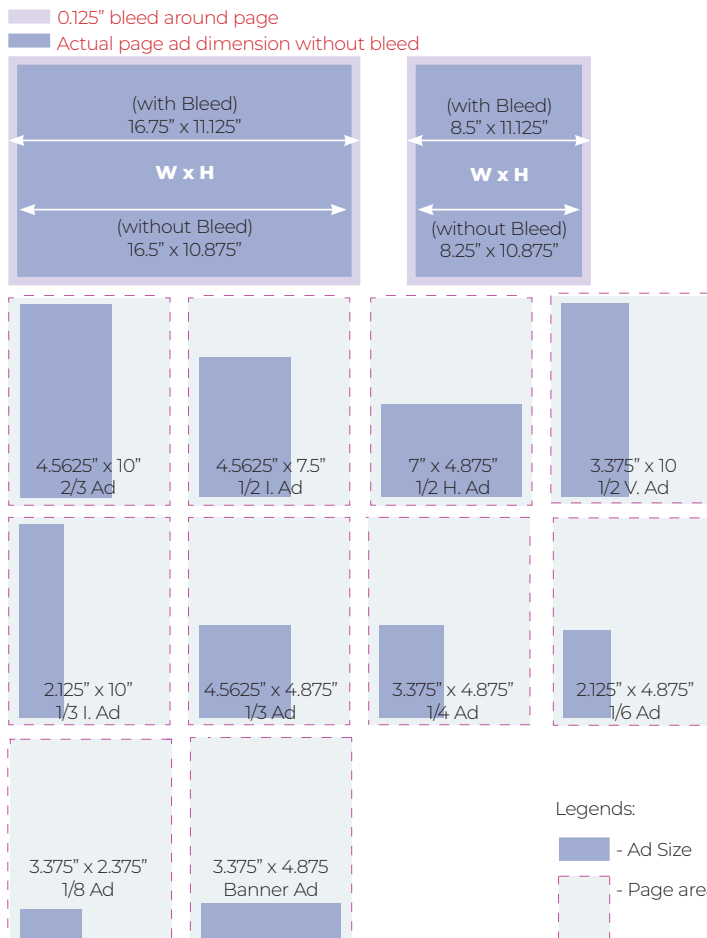 0.125” bleed around page
Actual page ad dimension without bleed
(with Bleed)
16.75” x 11.125”
W x H
(without Bleed)
16.5” x 10.875”
(with Bleed)
8.5” x 11.125”
W x H
(without Bleed)
8.25” x 10.875”
4.5625” x 10”
2/3 Ad
4.5625” x 7.5”
1/2 I. Ad
7” x 4.875”
1/2 H. Ad
3.375” x 10
1/2 V. Ad
2.125” x 10”
1/3 I. Ad
4.5625” x 4.875”
1/3 Ad
3.375” x 4.875”
1/4 Ad
2.125” x 4.875”
1/6 Ad
3.375” x 2.375”
1/8 Ad
3.375” x 4.875
Banner Ad
Legends:
- Ad Size
- Page area